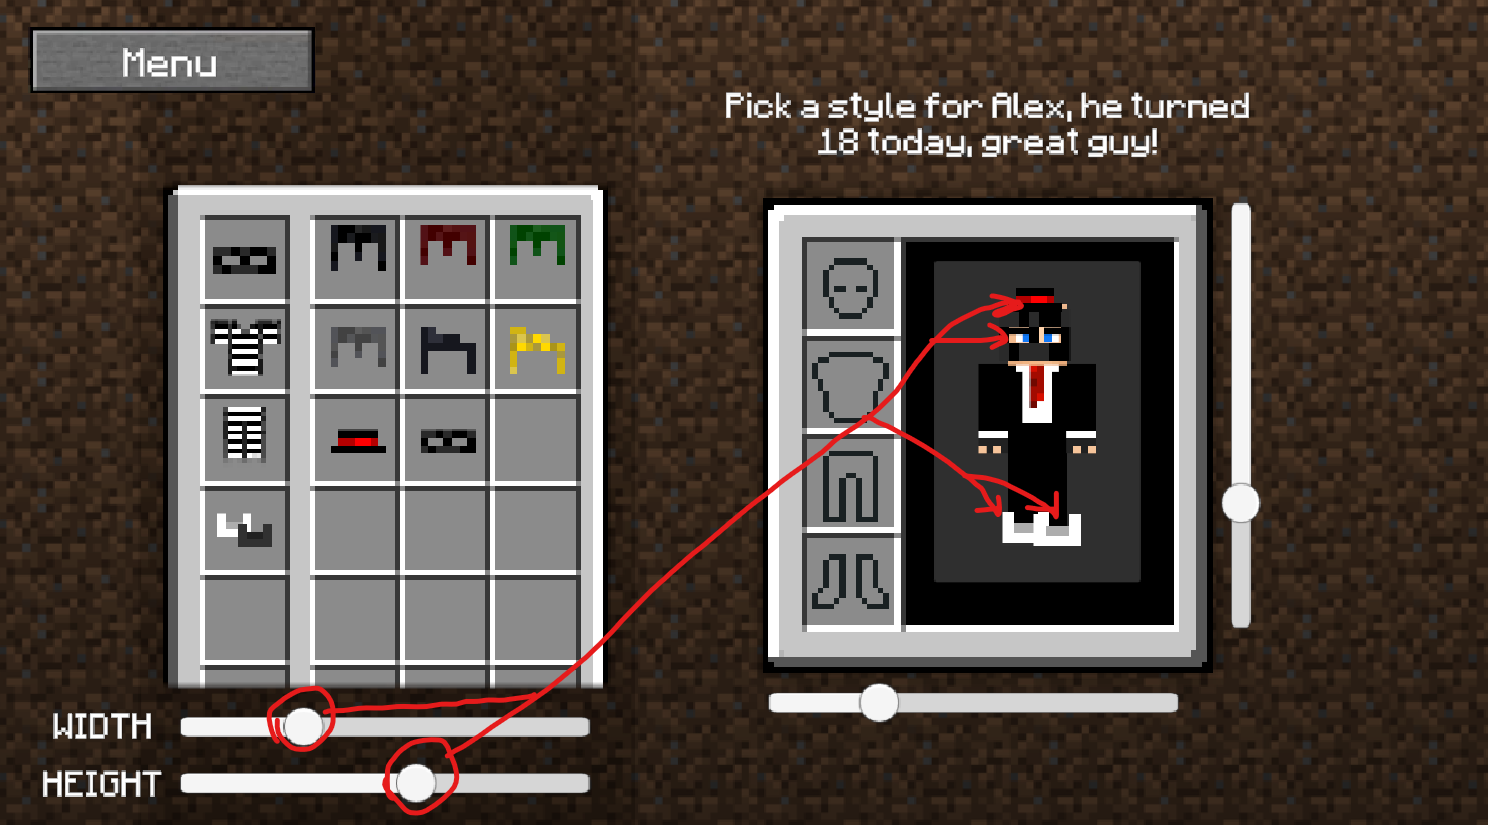 Menu
Pick a style for Alex, he turned
18 today, great guy!
WIDTH
HEIGHT